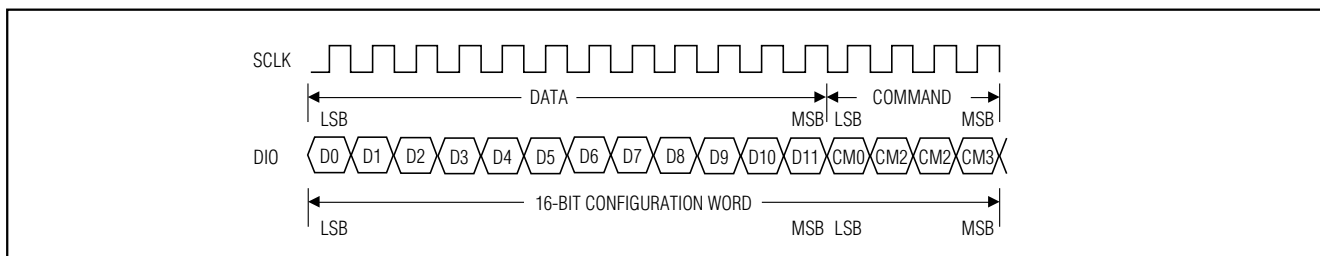 SCLK
DATA COMMAND
LSB MSB LSB MSB
DIO D0 D1 D2 D3 D4 D5 D6 D7 D8 D9 D10 D11 CM0 CM2 CM2 CM3
16-BIT CONFIGURATION WORD
LSB MSB LSB MSB